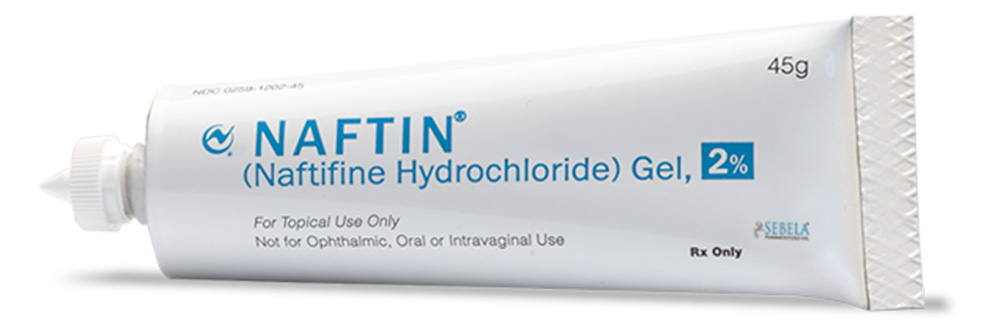 45g
NDC 0259-1202-45
NAFTIN®
(Naftifine Hydrochloride) Gel, 2%
For Topical Use Only
Not for Ophthalmic, Oral or Intravaginal Use
SEBELA
Rx Only